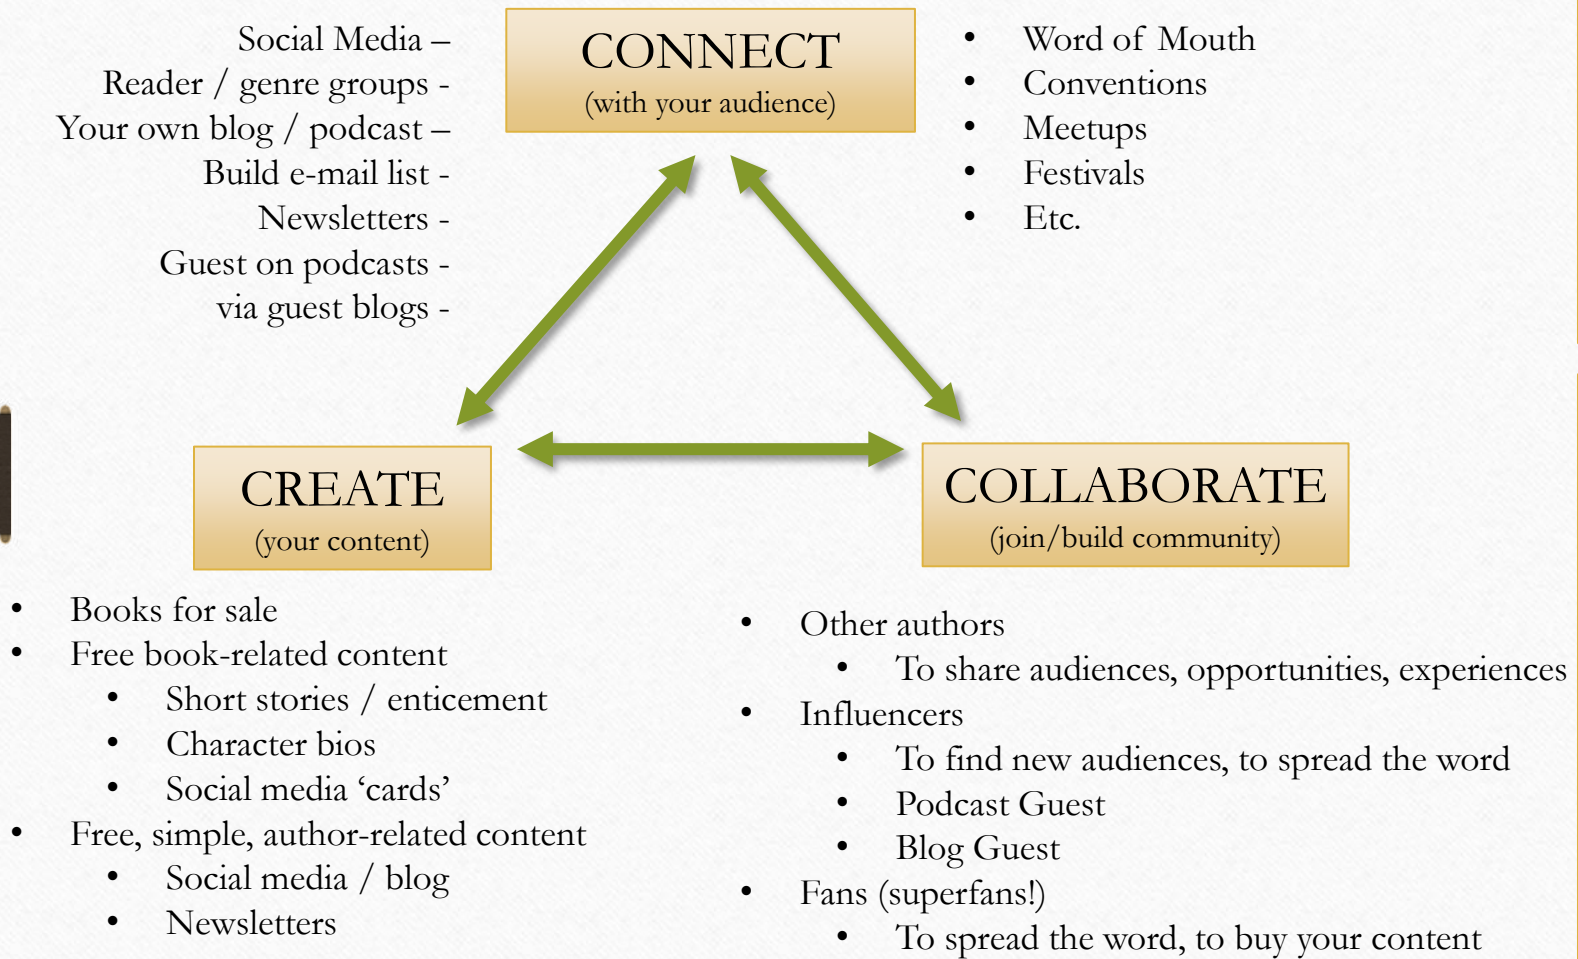 Social Media –
Reader / genre groups -
Your own blog / podcast –
Build e-mail list -
Newsletters -
Guest on podcasts -
via guest blogs -
CONNECT
(with your audience)
• Word of Mouth
• Conventions
• Meetups
• Festivals
• Etc.
CREATE
(your content)
• Books for sale
• Free book-related content
• Short stories / enticement
• Character bios
• Social media ‘cards’
• Free, simple, author-related content
• Social media / blog
• Newsletters
COLLABORATE
(join/build community)
• Other authors
• To share audiences, opportunities, experiences
• Influencers
• To find new audiences, to spread the word
• Podcast Guest
• Blog Guest
• Fans (superfans!)
• To spread the word, to buy your content